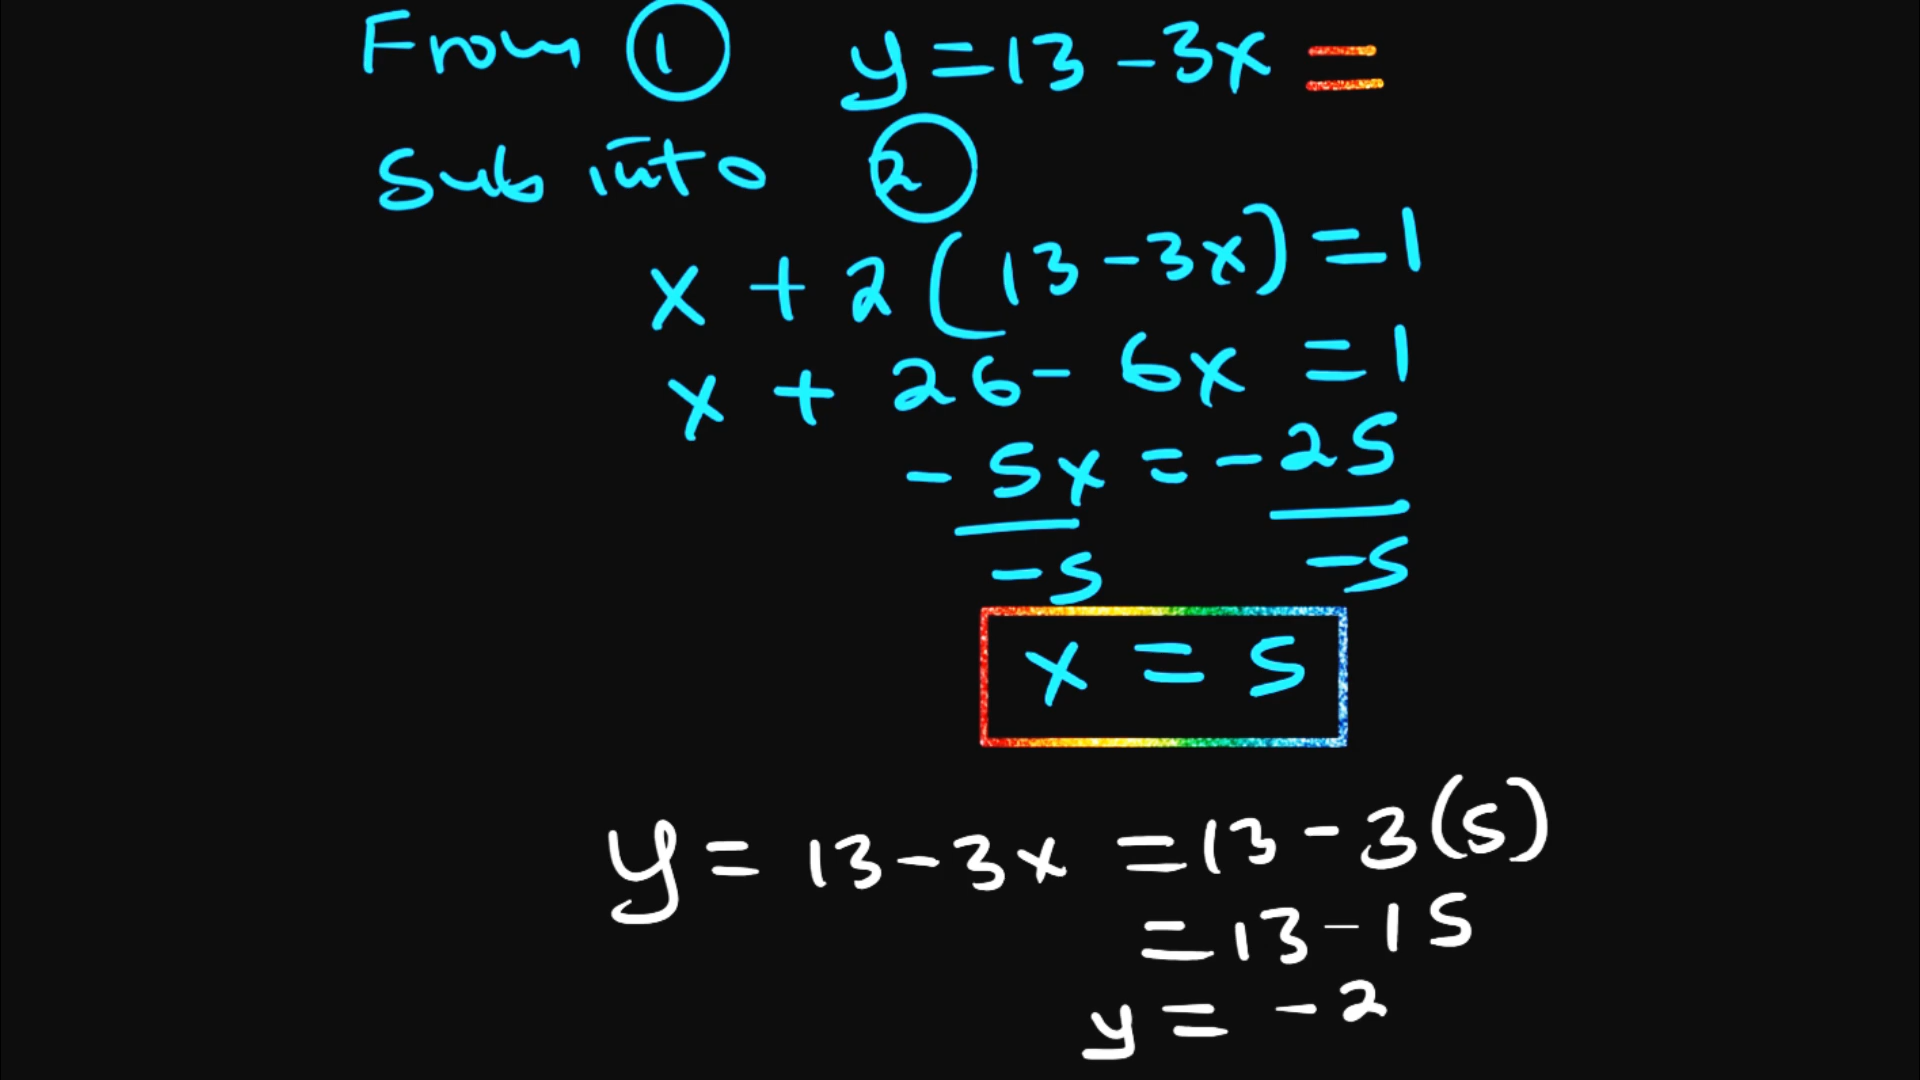 From ① y = 13 - 3x =
Sub into ②
x + 2 (13 - 3x) = 1
x + 26 - 6x = 1
- 5x = - 25
-5 -5
x = 5
y = 13 - 3x = 13 - 3(5)
= 13 - 15
y = - 2